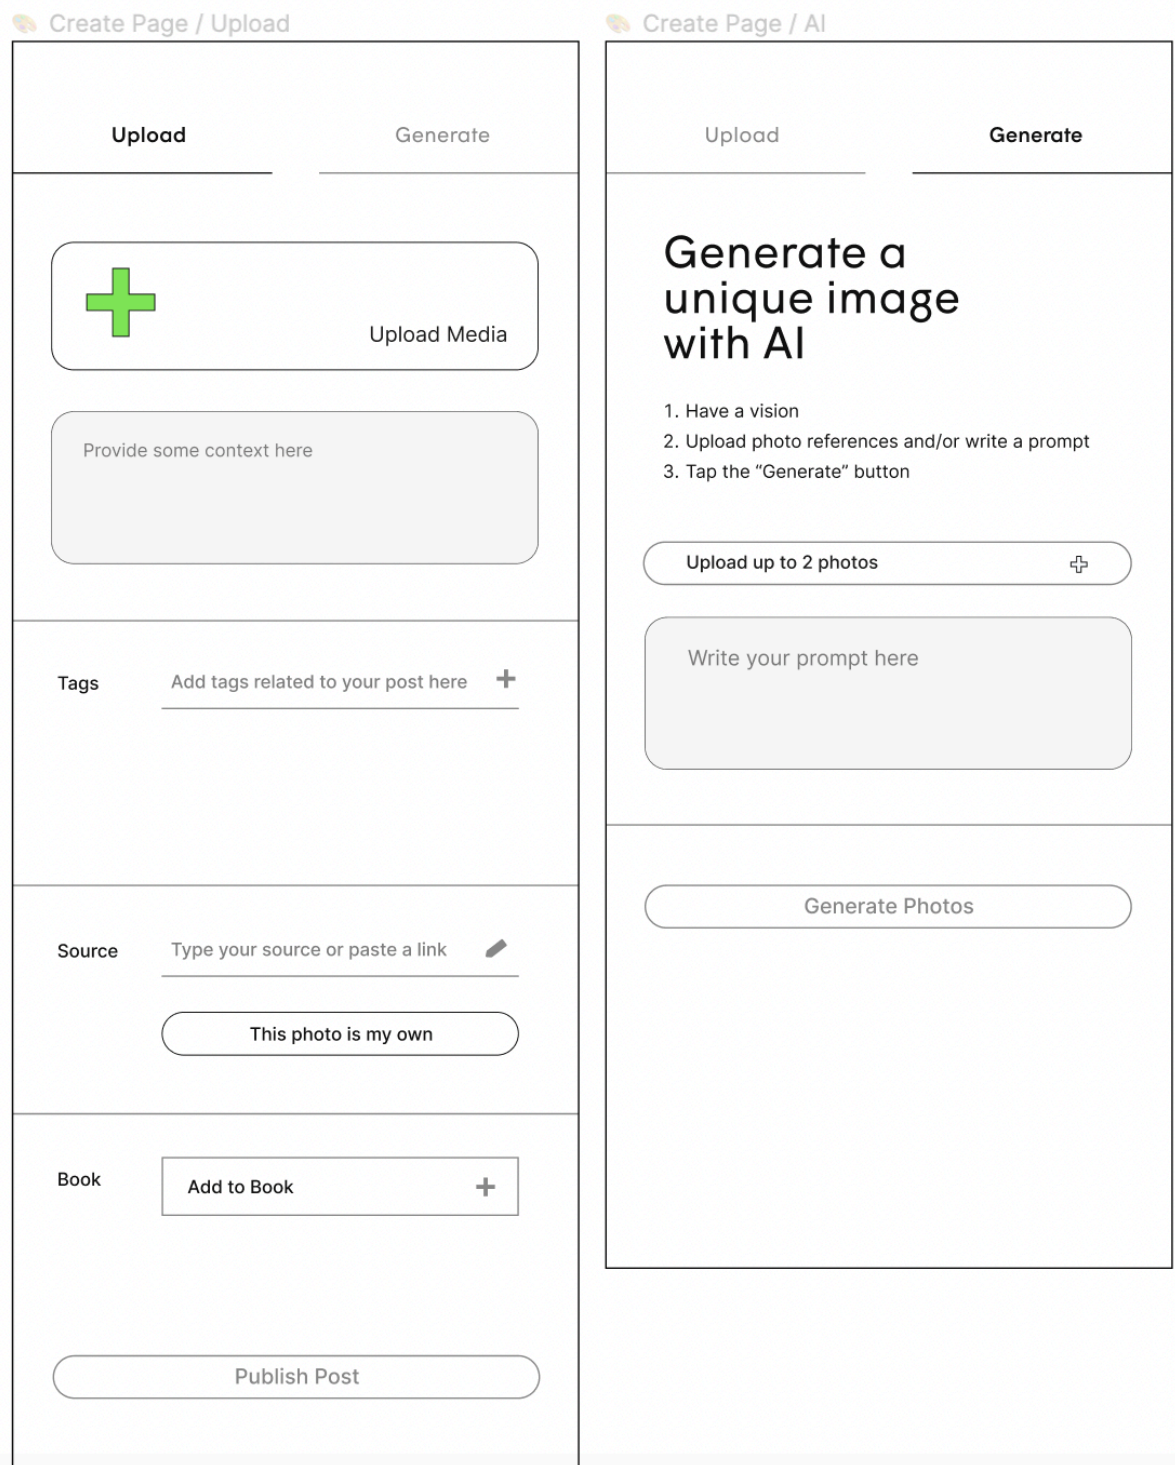 Create Page / Upload
Upload
Generate
Upload Media
Provide some context here
Tags
Add tags related to your post here
Source
Type your source or paste a link
This photo is my own
Book
Add to Book
Publish Post
Create Page / AI
Upload
Generate
Generate a
unique image
with AI
1. Have a vision
2. Upload photo references and/or write a prompt
3. Tap the “Generate” button
Upload up to 2 photos
Write your prompt here
Generate Photos